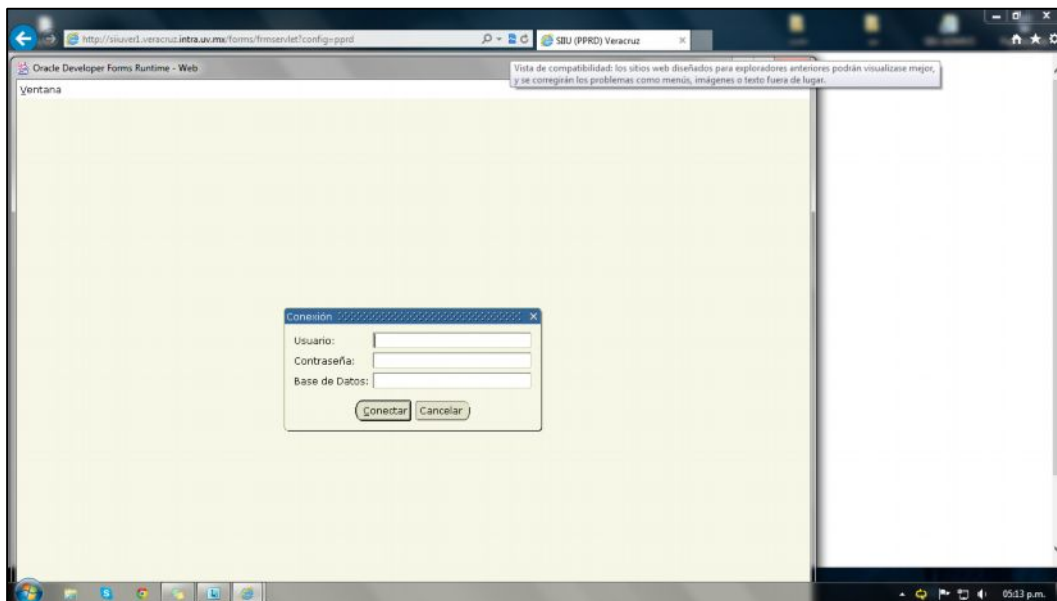 http://siiuver1.veracruz.intra.uv.mx/forms/frmservlet?config=pprd
SIIU (PPRD) Veracruz
Oracle Developer Forms Runtime - Web
Vista de compatibilidad: los sitios web diseñados para exploradores anteriores podrán visualizase mejor,
y se corregirán los problemas como menús, imágenes o texto fuera de lugar.
Ventana
Conexión
Usuario:
Contraseña:
Base de Datos:
Conectar Cancelar
05:13 p.m.